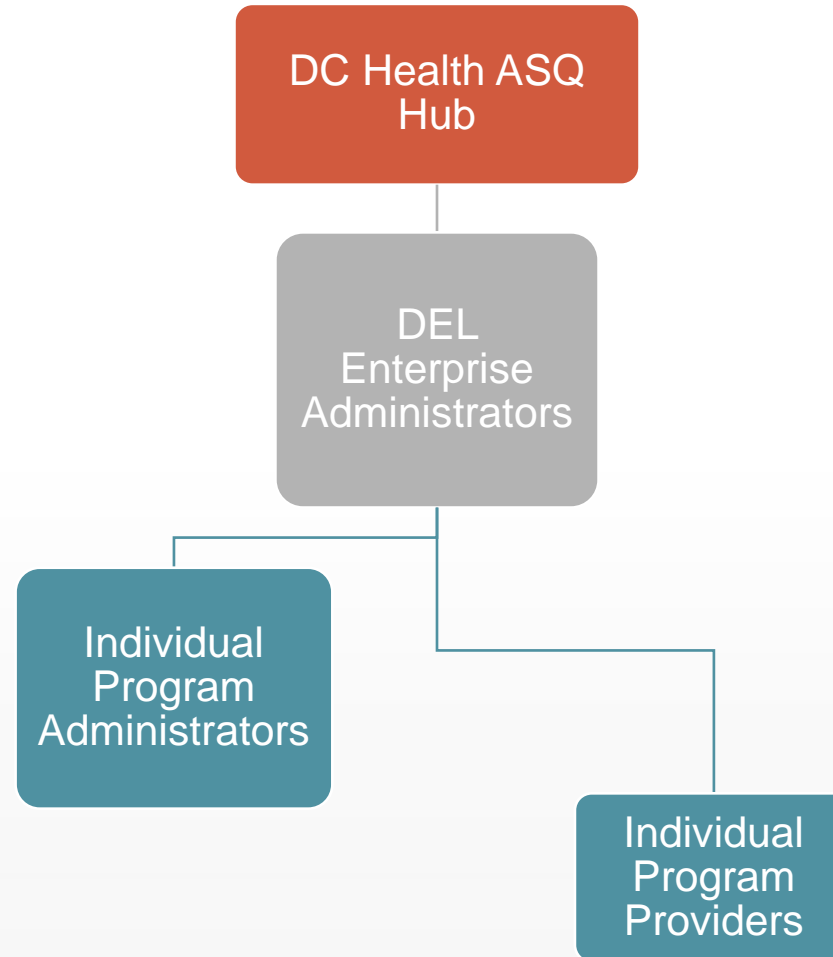 DC Health ASQ
Hub
DEL
Enterprise
Administrators
Individual
Program
Administrators
Individual
Program
Providers